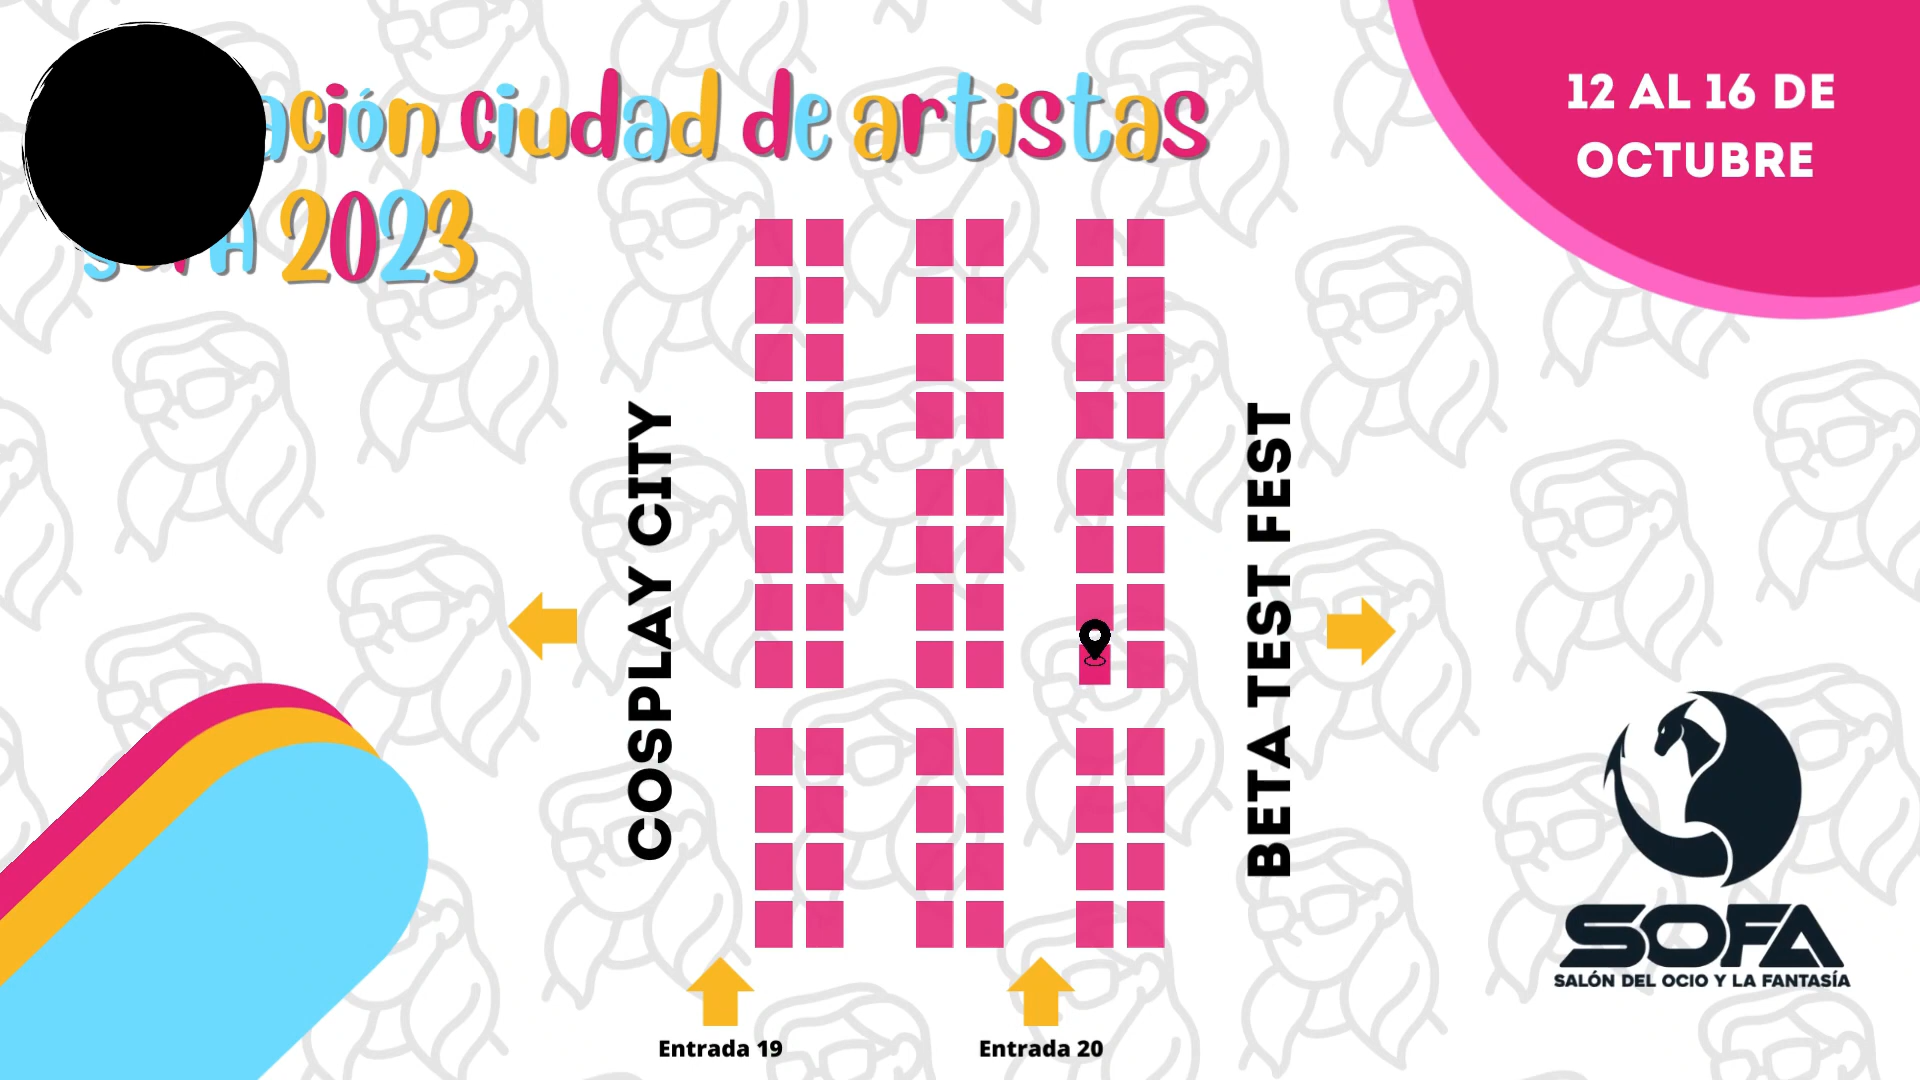 ación ciudad de artistas
2023
12 AL 16 DE
OCTUBRE
COSPLAY CITY
BETA TEST FEST
Entrada 19
Entrada 20
SOFA
SALÓN DEL OCIO Y LA FANTASÍA